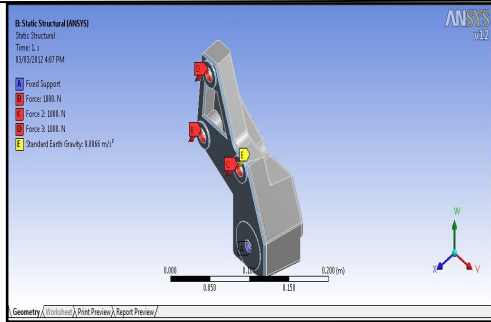 B: Static Structural (ANSYS)
Static Structural
Time: 1. s
03/03/2012 4:07 PM
A Fixed Support
B Force: 1000. N
C Force 2: 1000. N
D Force 3: 1000. N
E Standard Earth Gravity: 9.8066 m/s²
ANSYS
v12
D
B
E
C
A
W
X
V
0.000
0.100
0.200 (m)
0.050
0.150
Geometry Worksheet Print Preview Report Preview